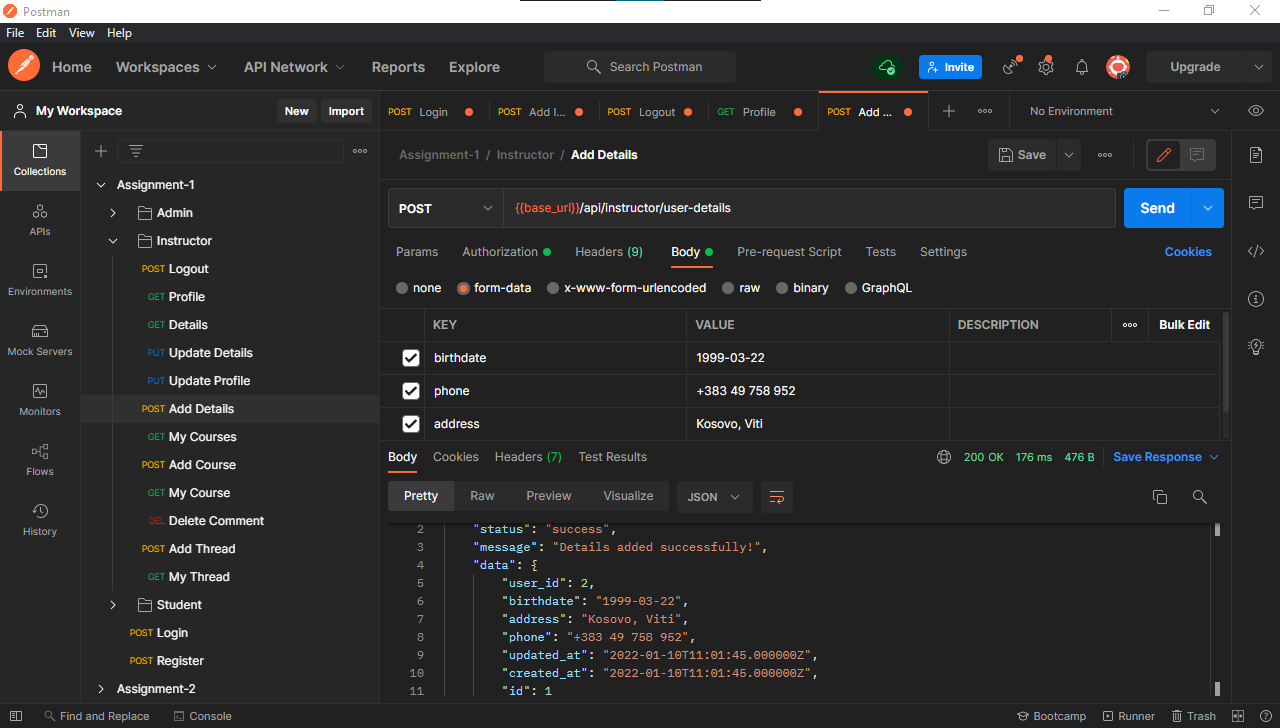 Postman
File Edit View Help
Home Workspaces API Network Reports Explore Search Postman Invite Upgrade
My Workspace New Import
POST Login POST Add I... POST Logout GET Profile POST Add ... No Environment
Collections
APIs
Environments
Mock Servers
Monitors
Flows
History
Assignment-1
Admin
Instructor
POST Logout
GET Profile
GET Details
PUT Update Details
PUT Update Profile
POST Add Details
GET My Courses
POST Add Course
GET My Course
DEL Delete Comment
POST Add Thread
GET My Thread
Student
POST Login
POST Register
Assignment-2
Assignment-1 / Instructor / Add Details Save
POST {{base_url}}/api/instructor/user-details Send
Params Authorization Headers (9) Body Pre-request Script Tests Settings Cookies
none form-data x-www-form-urlencoded raw binary GraphQL
KEY VALUE DESCRIPTION Bulk Edit
birthdate 1999-03-22
phone +383 49 758 952
address Kosovo, Viti
Body Cookies Headers (7) Test Results 200 OK 176 ms 476 B Save Response
Pretty Raw Preview Visualize JSON
2 "status": "success",
3 "message": "Details added successfully!",
4 "data": {
5 "user_id": 2,
6 "birthdate": "1999-03-22",
7 "address": "Kosovo, Viti",
8 "phone": "+383 49 758 952",
9 "updated_at": "2022-01-10T11:01:45.000000Z",
10 "created_at": "2022-01-10T11:01:45.000000Z",
11 "id": 1
Find and Replace Console Bootcamp Runner Trash